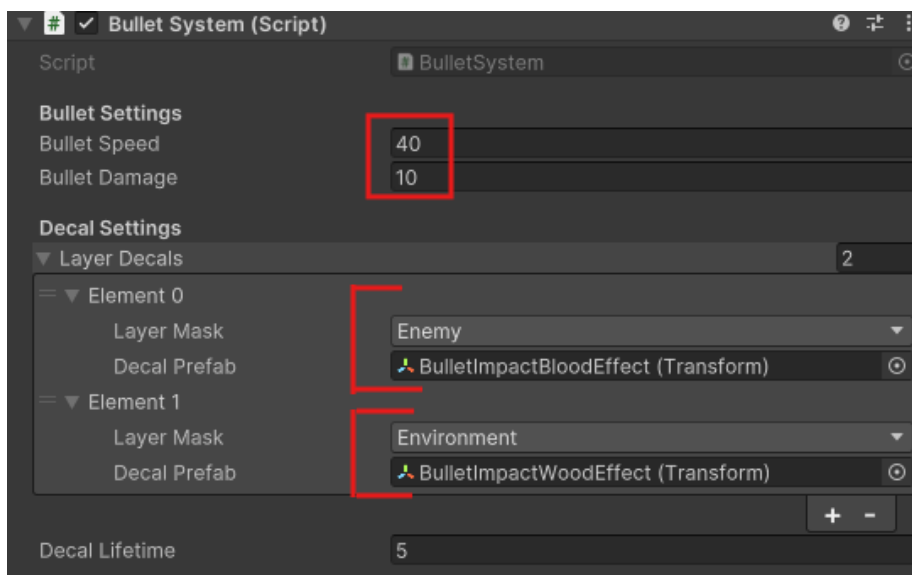 Bullet System (Script)
Script BulletSystem
Bullet Settings
Bullet Speed 40
Bullet Damage 10
Decal Settings
Layer Decals 2
Element 0
Layer Mask Enemy
Decal Prefab BulletImpactBloodEffect (Transform)
Element 1
Layer Mask Environment
Decal Prefab BulletImpactWoodEffect (Transform)
Decal Lifetime 5